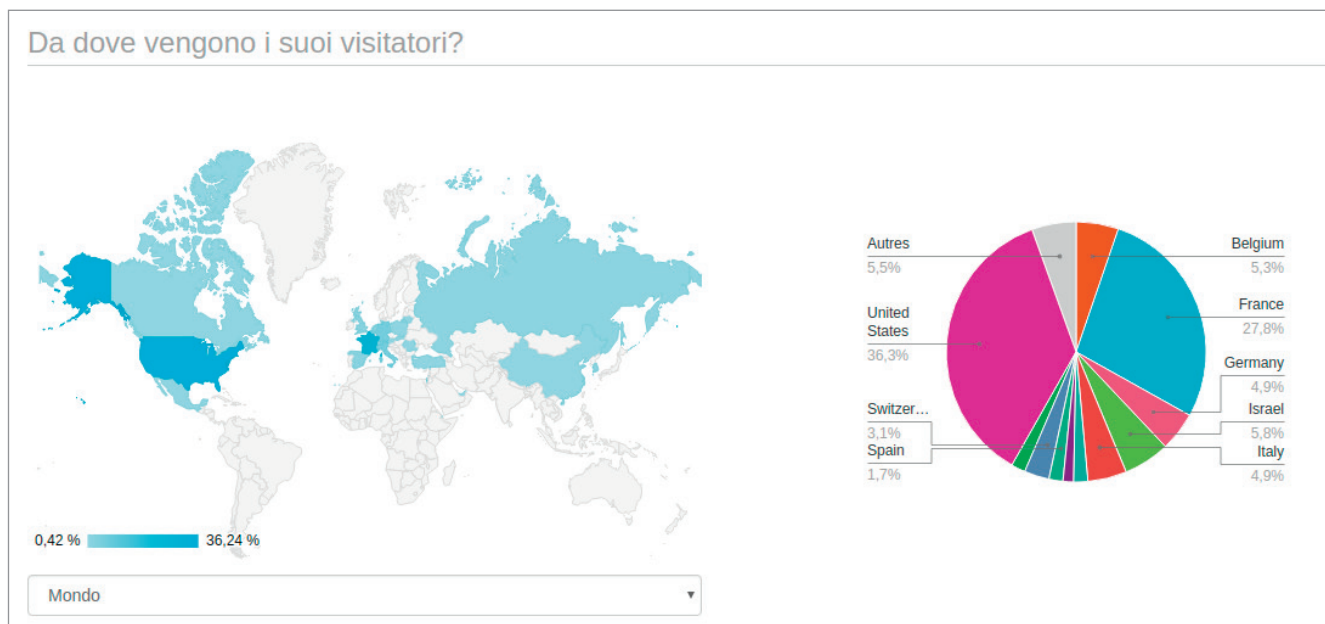 Da dove vengono i suoi visitatori?
0,42 %
36,24 %
Mondo
Autres
5,5%
United
States
36,3%
Switzer…
3,1%
Spain
1,7%
Belgium
5,3%
France
27,8%
Germany
4,9%
Israel
5,8%
Italy
4,9%